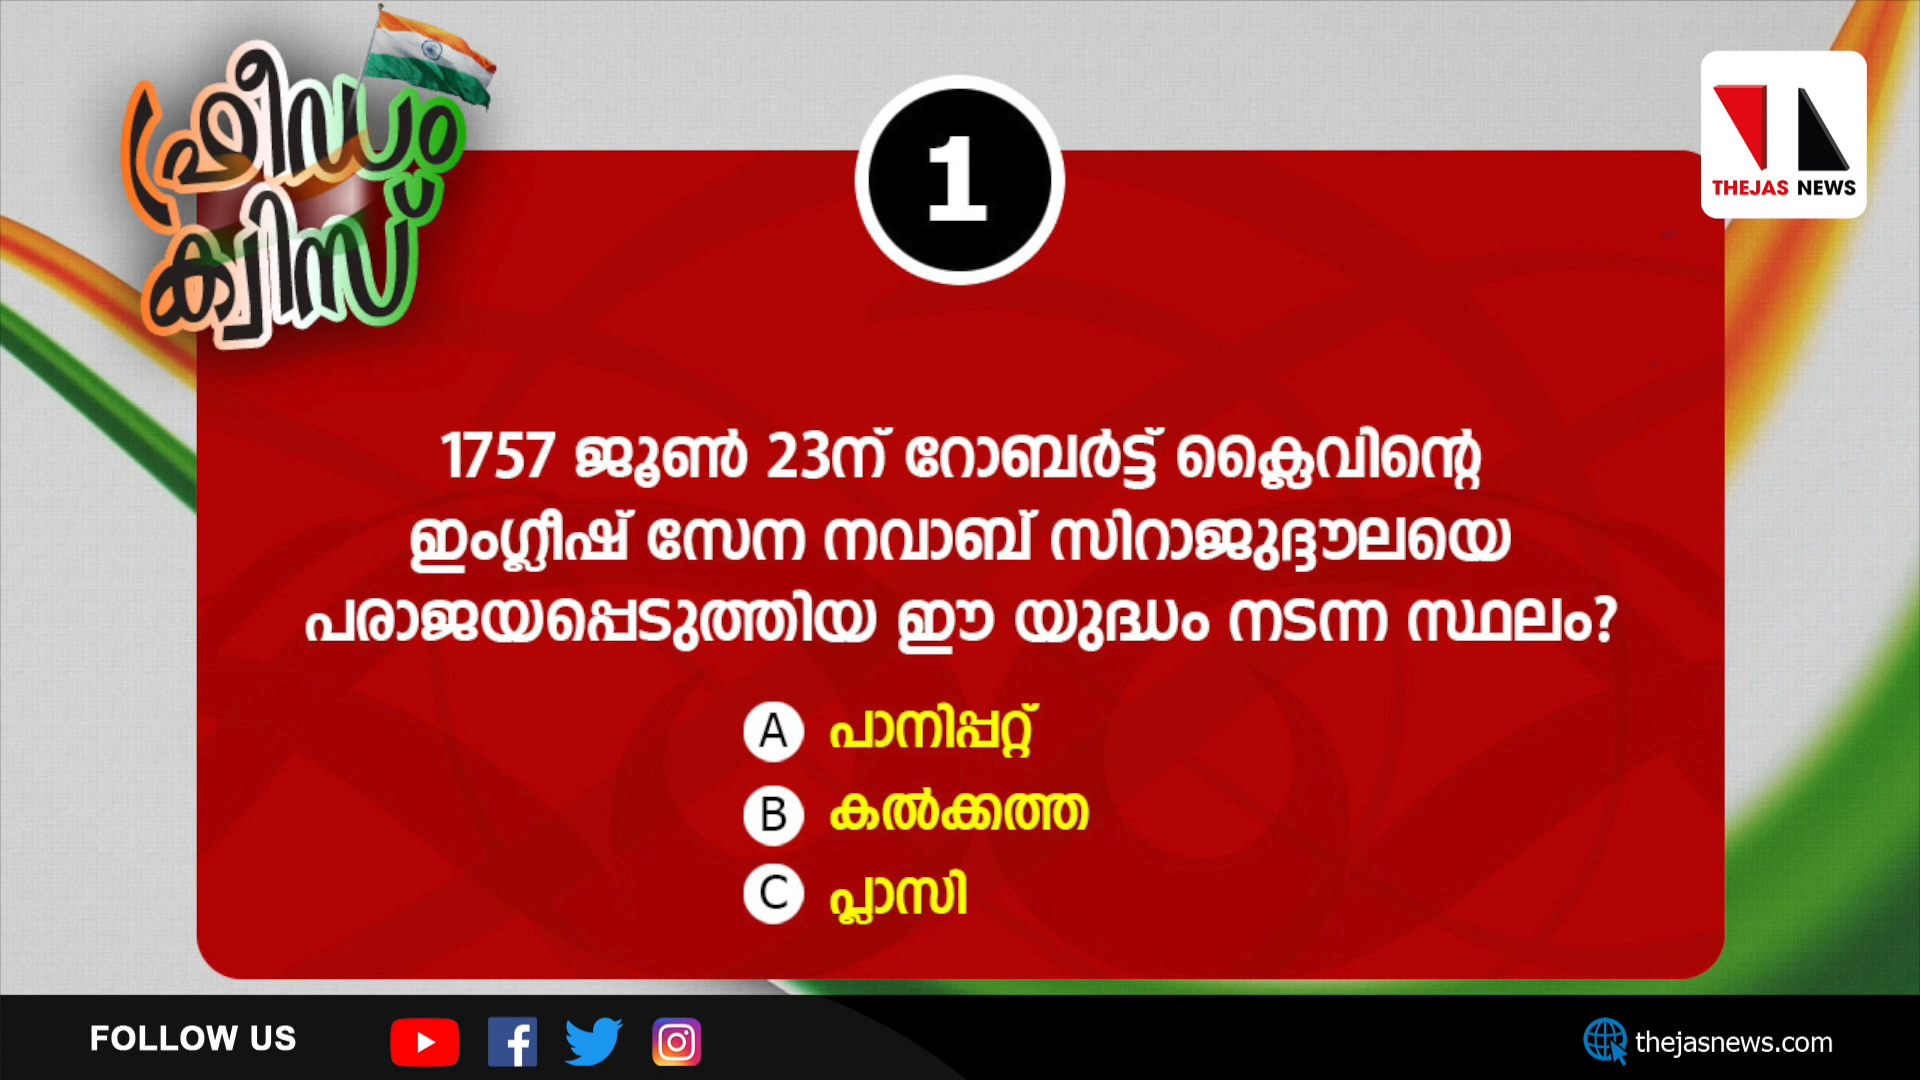 ഫ്രീഡം
ക്വിസ്
1
THEJAS NEWS
1757 ജൂൺ 23ന് റോബർട്ട് ക്ലൈവിന്റെ
ഇംഗ്ലീഷ് സേന നവാബ് സിറാജുദ്ദൗലയെ
പരാജയപ്പെടുത്തിയ ഈ യുദ്ധം നടന്ന സ്ഥലം?
A പാനിപ്പറ്റ്
B കൽക്കത്ത
C പ്ലാസി
FOLLOW US
thejasnews.com